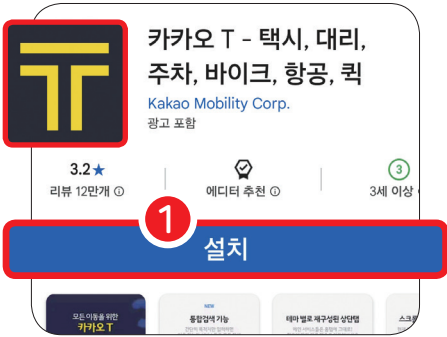 카카오 T - 택시, 대리,
주차, 바이크, 항공, 퀵
Kakao Mobility Corp.
광고 포함
3.2★
리뷰 12만개 ⓘ
에디터 추천 ⓘ
3
3세 이상
1
설치
모든 이동을 위한
카카오 T
NEW
통합검색 기능
테마별로 재구성된 상단탭
스크롤